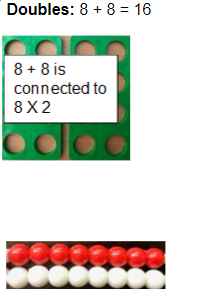 Doubles: 8 + 8 = 16
8 + 8 is
connected to
8 X 2